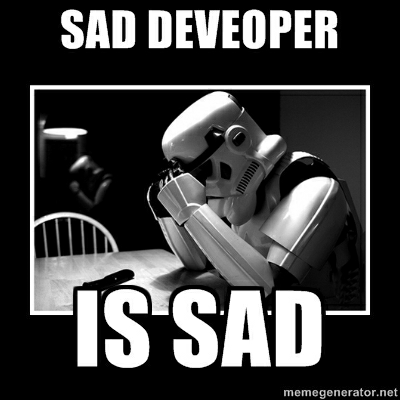 SAD DEVEOPER
IS SAD
memegenerator.net